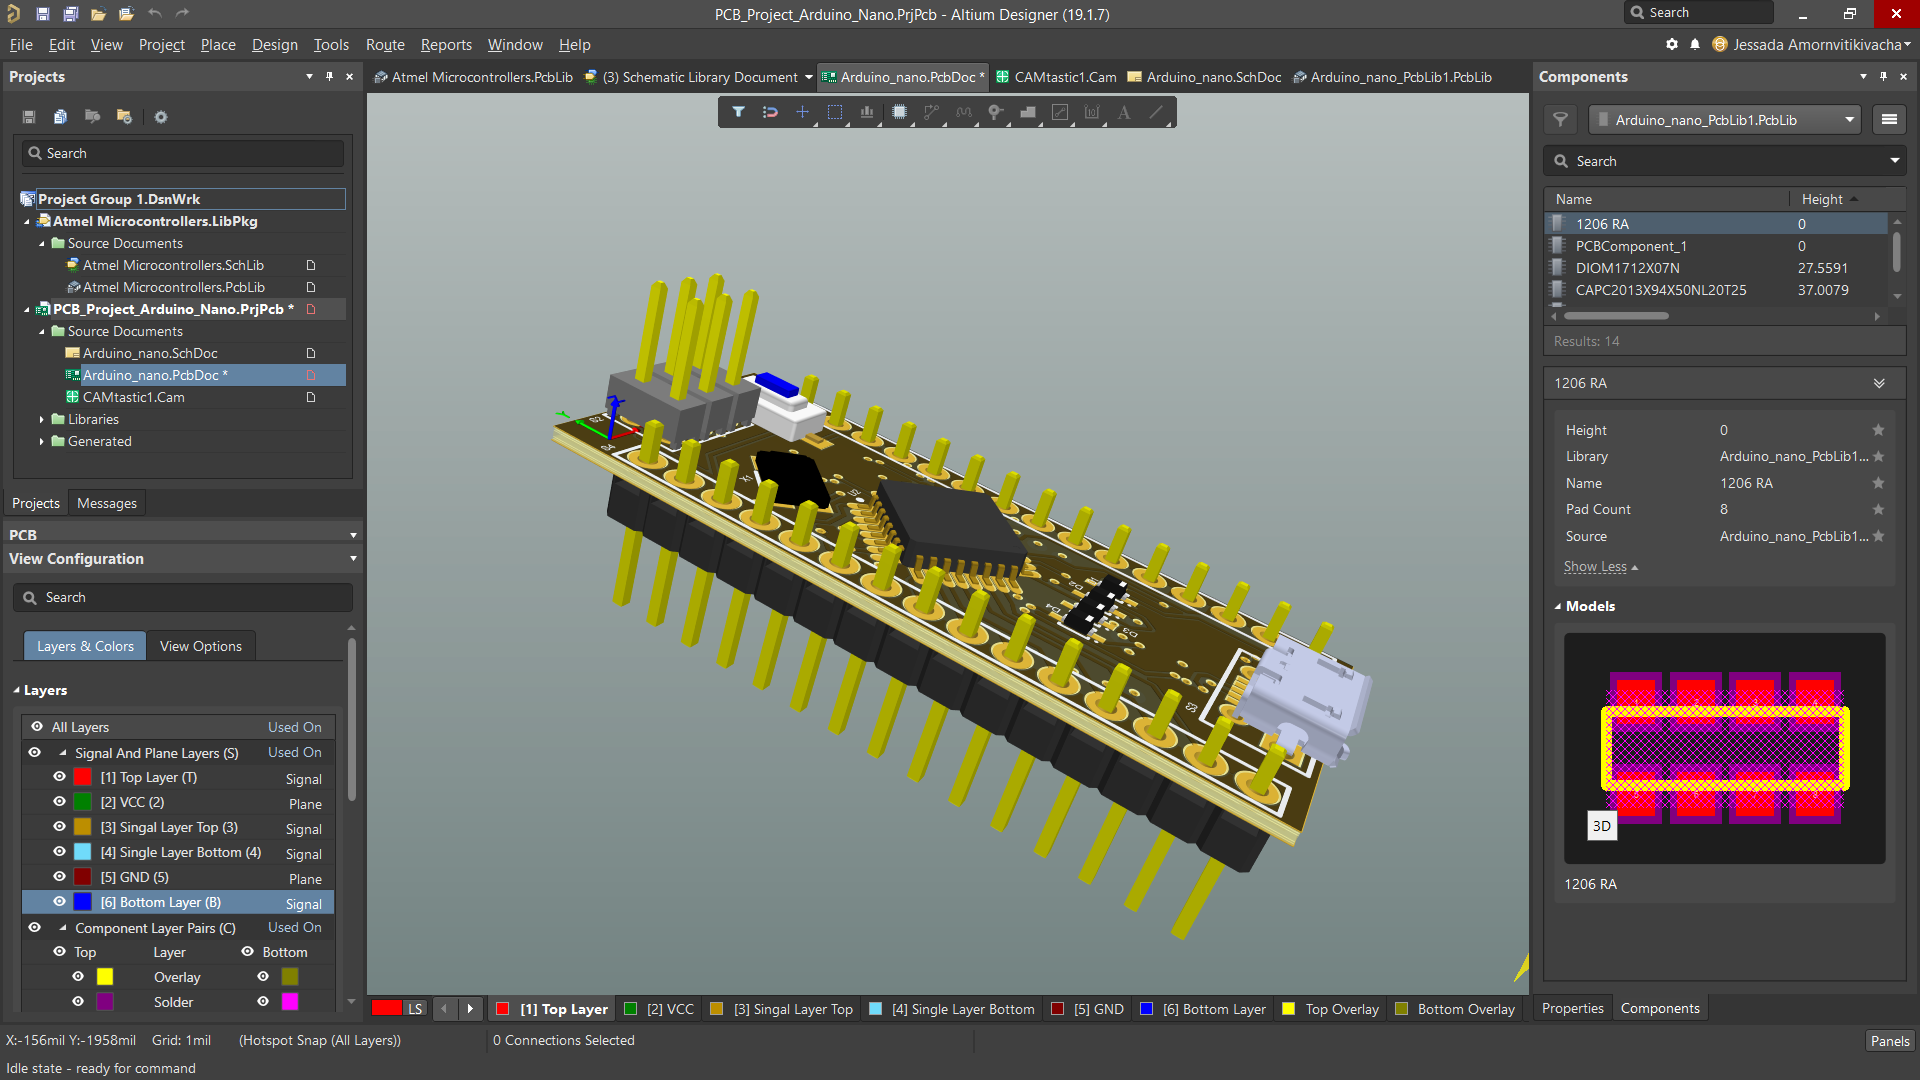 PCB_Project_Arduino_Nano.PrjPcb - Altium Designer (19.1.7)
Search
File Edit View Project Place Design Tools Route Reports Window Help
Jessada Amornvitikivacha
Projects
Search
Project Group 1.DsnWrk
Atmel Microcontrollers.LibPkg
Source Documents
Atmel Microcontrollers.SchLib
Atmel Microcontrollers.PcbLib
PCB_Project_Arduino_Nano.PrjPcb *
Source Documents
Arduino_nano.SchDoc
Arduino_nano.PcbDoc *
CAMtastic1.Cam
Libraries
Generated
Projects Messages
PCB
View Configuration
Search
Layers & Colors View Options
Layers
All Layers Used On
Signal And Plane Layers (S) Used On
[1] Top Layer (T) Signal
[2] VCC (2) Plane
[3] Singal Layer Top (3) Signal
[4] Single Layer Bottom (4) Signal
[5] GND (5) Plane
[6] Bottom Layer (B) Signal
Component Layer Pairs (C) Used On
Top Layer Bottom
Overlay
Solder
Atmel Microcontrollers.PcbLib (3) Schematic Library Document Arduino_nano.PcbDoc * CAMtastic1.Cam Arduino_nano.SchDoc Arduino_nano_PcbLib1.PcbLib
A
X1
D2
D4
D3
LS [1] Top Layer [2] VCC [3] Singal Layer Top [4] Single Layer Bottom [5] GND [6] Bottom Layer Top Overlay Bottom Overlay
Components
Arduino_nano_PcbLib1.PcbLib
Search
Name Height
1206 RA 0
PCBComponent_1 0
DIOM1712X07N 27.5591
CAPC2013X94X50NL20T25 37.0079
Results: 14
1206 RA
Height 0
Library Arduino_nano_PcbLib1...
Name 1206 RA
Pad Count 8
Source Arduino_nano_PcbLib1...
Show Less
Models
3D
1206 RA
Properties Components
X:-156mil Y:-1958mil Grid: 1mil (Hotspot Snap (All Layers)) 0 Connections Selected
Panels
Idle state - ready for command